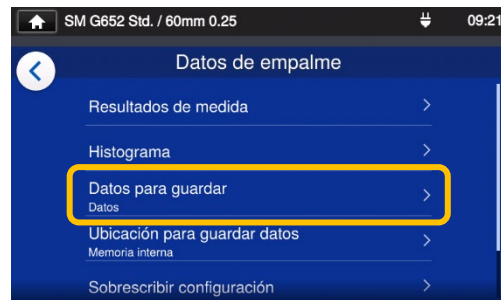 SM G652 Std. / 60mm 0.25 09:21
Datos de empalme
Resultados de medida
Histograma
Datos para guardar
Datos
Ubicación para guardar datos
Memoria interna
Sobrescribir configuración